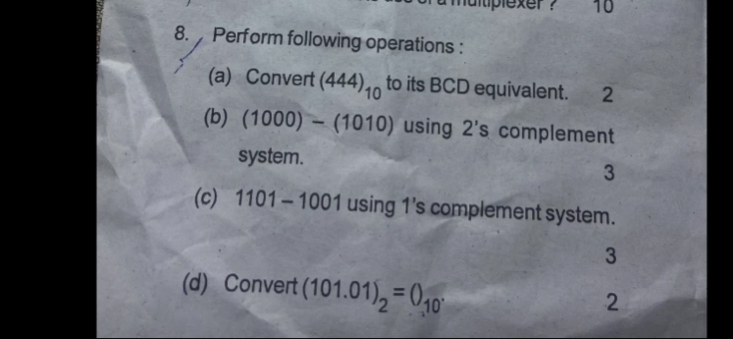 multiplexer ? 10
8. Perform following operations :
(a) Convert (444)₁₀ to its BCD equivalent. 2
(b) (1000) – (1010) using 2's complement
system. 3
(c) 1101 – 1001 using 1's complement system.
3
(d) Convert (101.01)₂ = ()₁₀. 2